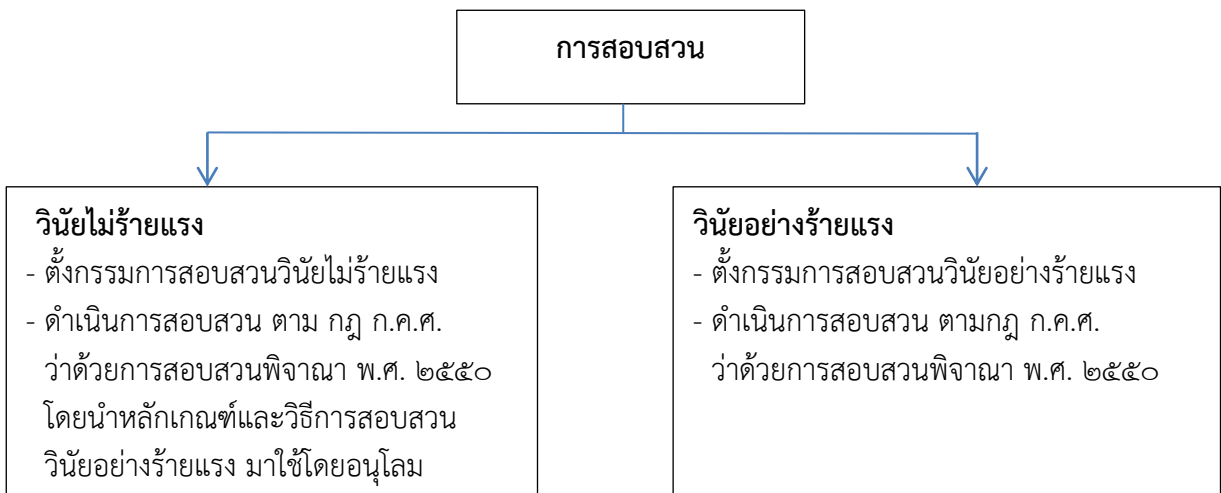 การสอบสวน
วินัยไม่ร้ายแรง
- ตั้งกรรมการสอบสวนวินัยไม่ร้ายแรง
- ดำเนินการสอบสวน ตาม กฎ ก.ค.ศ.
ว่าด้วยการสอบสวนพิจาณา พ.ศ. ๒๕๕๐
โดยนำหลักเกณฑ์และวิธีการสอบสวน
วินัยอย่างร้ายแรง มาใช้โดยอนุโลม
วินัยอย่างร้ายแรง
- ตั้งกรรมการสอบสวนวินัยอย่างร้ายแรง
- ดำเนินการสอบสวน ตามกฎ ก.ค.ศ.
ว่าด้วยการสอบสวนพิจาณา พ.ศ. ๒๕๕๐